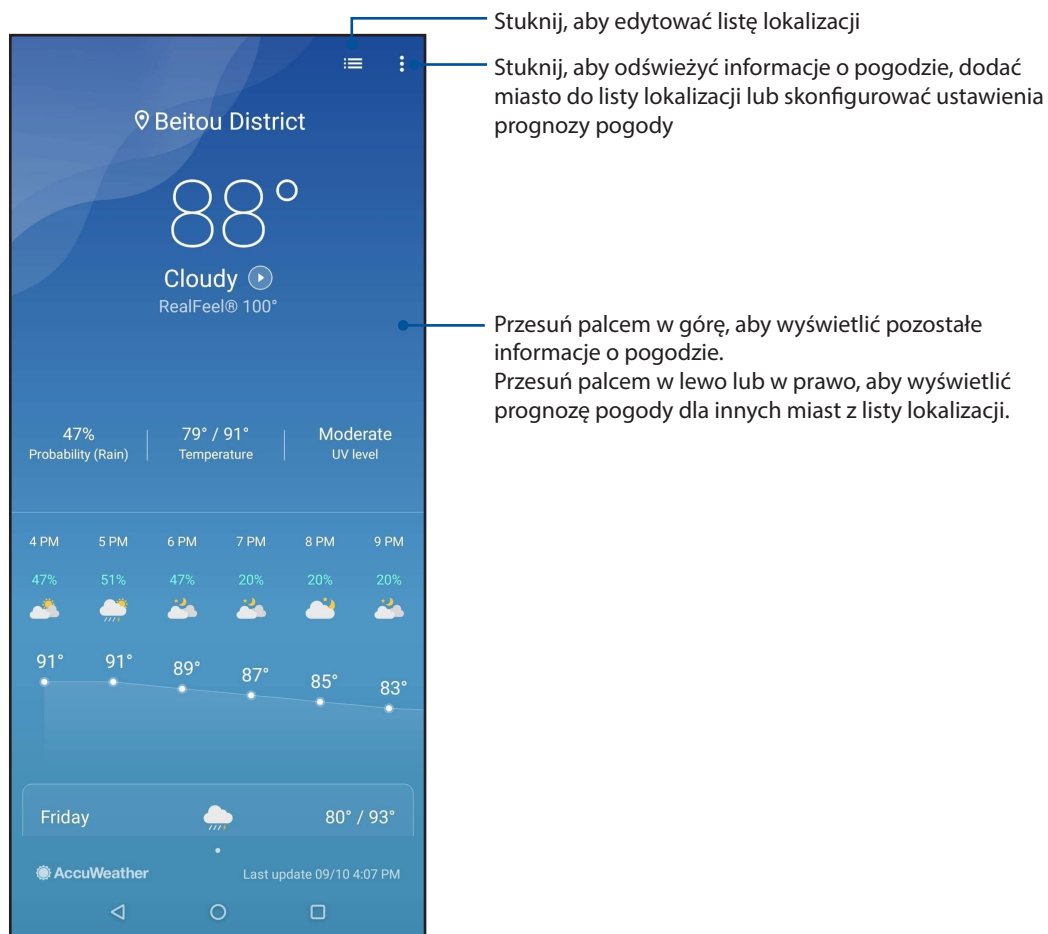 Stuknij, aby edytować listę lokalizacji
Stuknij, aby odświeżyć informacje o pogodzie, dodać
miasto do listy lokalizacji lub skonfigurować ustawienia
prognozy pogody
Beitou District
88°
Cloudy
RealFeel® 100°
Przesuń palcem w górę, aby wyświetlić pozostałe
informacje o pogodzie.
Przesuń palcem w lewo lub w prawo, aby wyświetlić
prognozę pogody dla innych miast z listy lokalizacji.
47% 79° / 91° Moderate
Probability (Rain) Temperature UV level
4 PM 5 PM 6 PM 7 PM 8 PM 9 PM
47% 51% 47% 20% 20% 20%
91° 91° 89° 87° 85° 83°
Friday 80° / 93°
AccuWeather Last update 09/10 4:07 PM